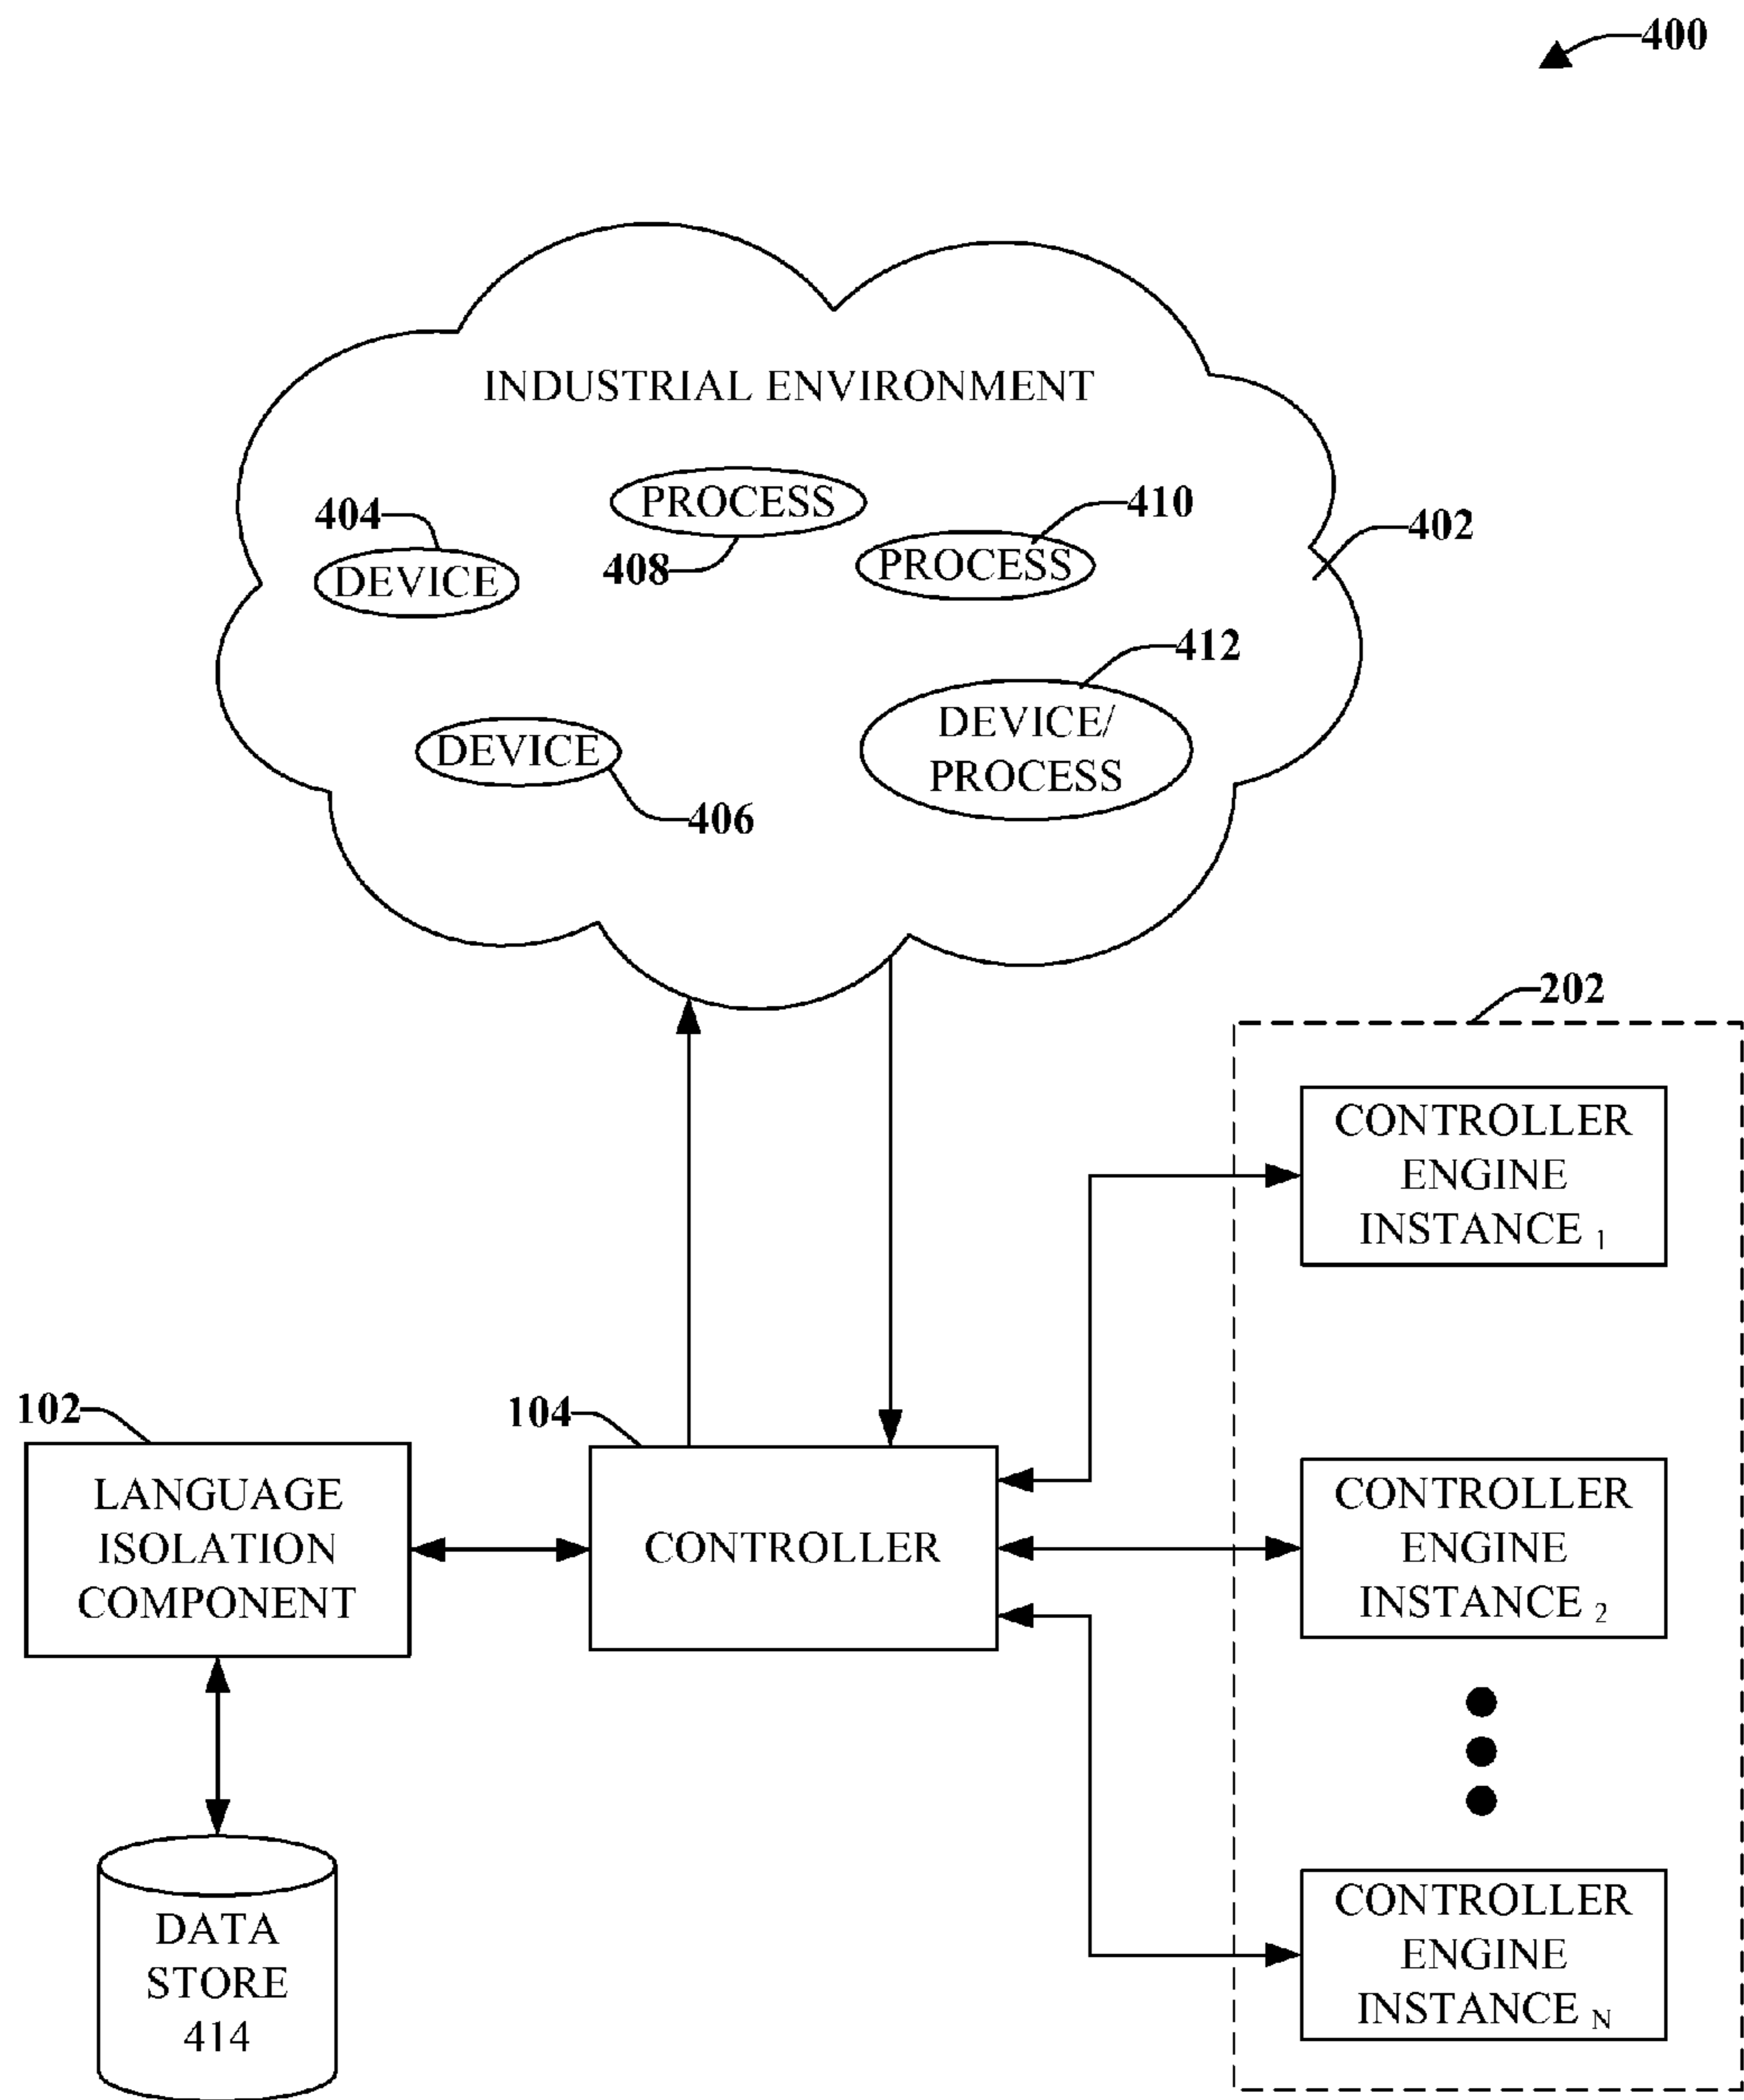 400
INDUSTRIAL ENVIRONMENT
404
DEVICE
PROCESS
408
410
PROCESS
402
412
DEVICE/
PROCESS
DEVICE
406
202
CONTROLLER
ENGINE
INSTANCE 1
102
LANGUAGE
ISOLATION
COMPONENT
104
CONTROLLER
CONTROLLER
ENGINE
INSTANCE 2
DATA
STORE
414
CONTROLLER
ENGINE
INSTANCE N